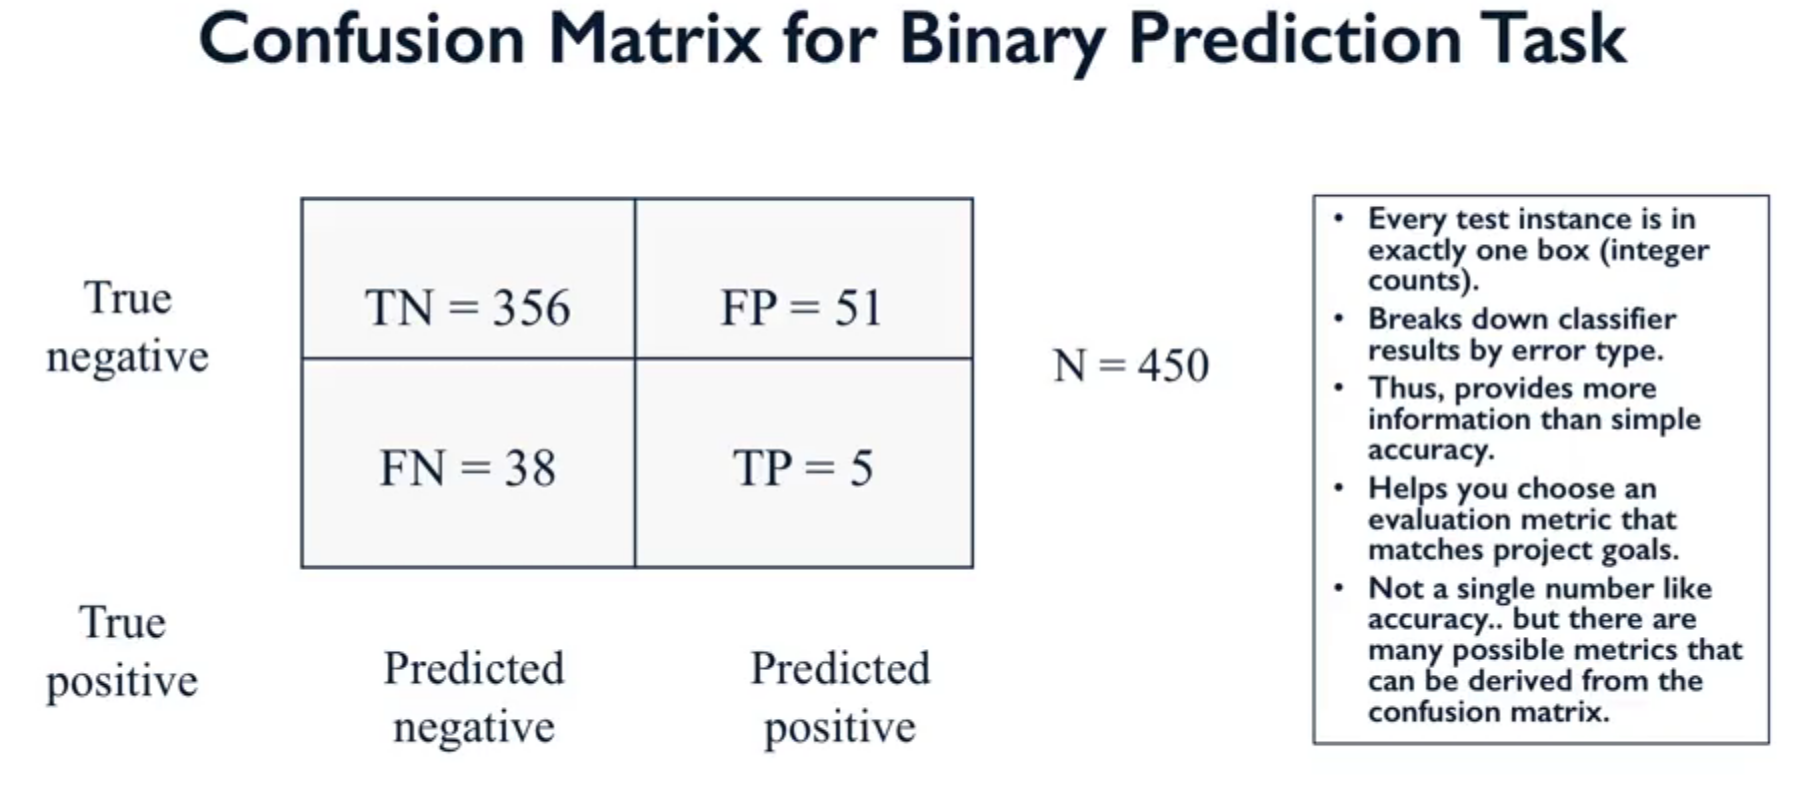 Confusion Matrix for Binary Prediction Task
True
negative
TN = 356
FP = 51
N = 450
FN = 38
TP = 5
True
positive
Predicted
negative
Predicted
positive
• Every test instance is in
exactly one box (integer
counts).
• Breaks down classifier
results by error type.
• Thus, provides more
information than simple
accuracy.
• Helps you choose an
evaluation metric that
matches project goals.
• Not a single number like
accuracy.. but there are
many possible metrics that
can be derived from the
confusion matrix.